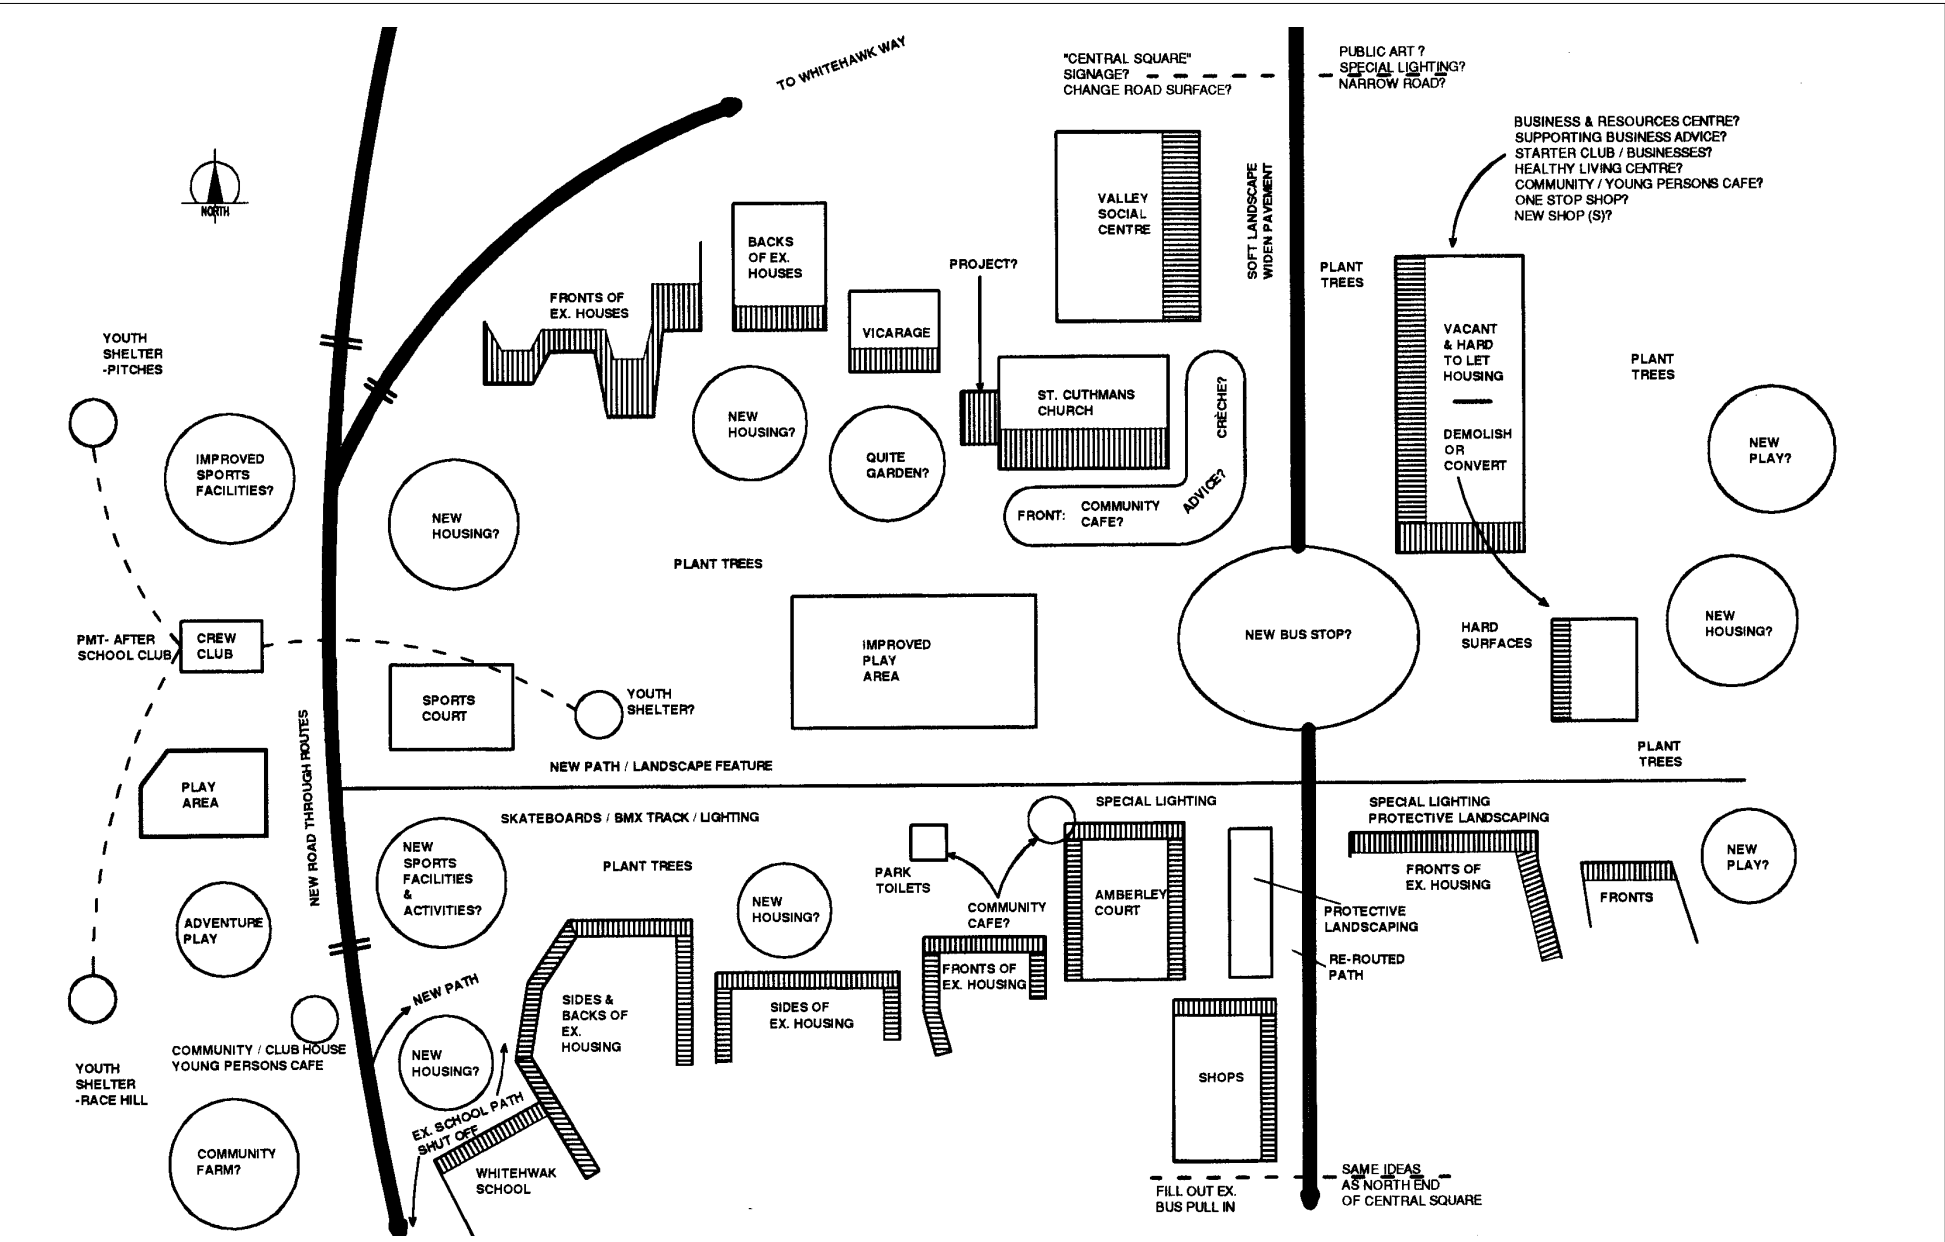 TO WHITEHAWK WAY
"CENTRAL SQUARE"
SIGNAGE?
CHANGE ROAD SURFACE?
PUBLIC ART ?
SPECIAL LIGHTING?
NARROW ROAD?
BUSINESS & RESOURCES CENTRE?
SUPPORTING BUSINESS ADVICE?
STARTER CLUB / BUSINESSES?
HEALTHY LIVING CENTRE?
COMMUNITY / YOUNG PERSONS CAFE?
ONE STOP SHOP?
NEW SHOP (S)?
NORTH
VALLEY
SOCIAL
CENTRE
SOFT LANDSCAPE
WIDEN PAVEMENT
PLANT
TREES
BACKS
OF EX.
HOUSES
PROJECT?
FRONTS OF
EX. HOUSES
VICARAGE
VACANT
& HARD
TO LET
HOUSING
DEMOLISH
OR
CONVERT
PLANT
TREES
YOUTH
SHELTER
-PITCHES
ST. CUTHMANS
CHURCH
CRÈCHE?
ADVICE?
FRONT: COMMUNITY
CAFE?
NEW
HOUSING?
QUITE
GARDEN?
NEW
PLAY?
IMPROVED
SPORTS
FACILITIES?
NEW
HOUSING?
PLANT TREES
NEW
HOUSING?
PMT- AFTER
SCHOOL CLUB
CREW
CLUB
IMPROVED
PLAY
AREA
NEW BUS STOP?
HARD
SURFACES
SPORTS
COURT
YOUTH
SHELTER?
NEW ROAD THROUGH ROUTES
NEW PATH / LANDSCAPE FEATURE
PLANT
TREES
PLAY
AREA
SKATEBOARDS / BMX TRACK / LIGHTING
SPECIAL LIGHTING
SPECIAL LIGHTING
PROTECTIVE LANDSCAPING
NEW
SPORTS
FACILITIES
&
ACTIVITIES?
PLANT TREES
PARK
TOILETS
COMMUNITY
CAFE?
AMBERLEY
COURT
FRONTS OF
EX. HOUSING
FRONTS
NEW
PLAY?
ADVENTURE
PLAY
NEW
HOUSING?
PROTECTIVE
LANDSCAPING
RE-ROUTED
PATH
NEW PATH
SIDES &
BACKS OF
EX.
HOUSING
SIDES OF
EX. HOUSING
FRONTS OF
EX. HOUSING
COMMUNITY / CLUB HOUSE
YOUNG PERSONS CAFE
YOUTH
SHELTER
-RACE HILL
NEW
HOUSING?
SHOPS
EX. SCHOOL PATH
SHUT OFF
COMMUNITY
FARM?
WHITEHWAK
SCHOOL
FILL OUT EX.
BUS PULL IN
SAME IDEAS
AS NORTH END
OF CENTRAL SQUARE